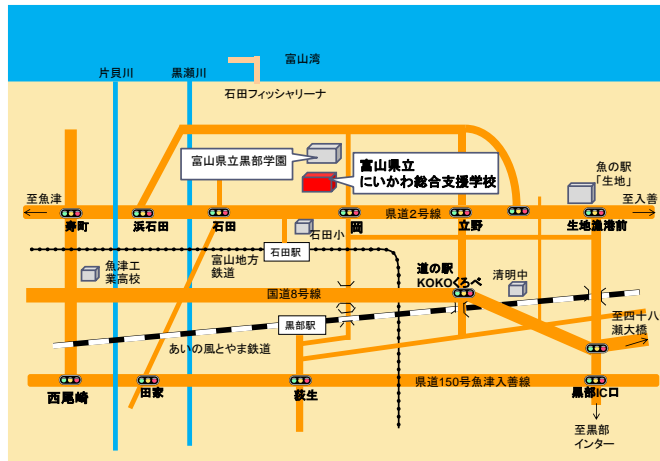 富山湾
片貝川
黒瀬川
石田フィッシャリーナ
富山県立黒部学園
富山県立
にいかわ総合支援学校
魚の駅
「生地」
至魚津
至入善
県道2号線
寿町
浜石田
石田
岡
立野
生地漁港前
石田小
石田駅
富山地方
鉄道
魚津工
業高校
道の駅
KOKOくろべ
清明中
国道8号線
黒部駅
至四十八
瀬大橋
あいの風とやま鉄道
県道150号魚津入善線
西尾崎
田家
荻生
黒部IC口
至黒部
インター